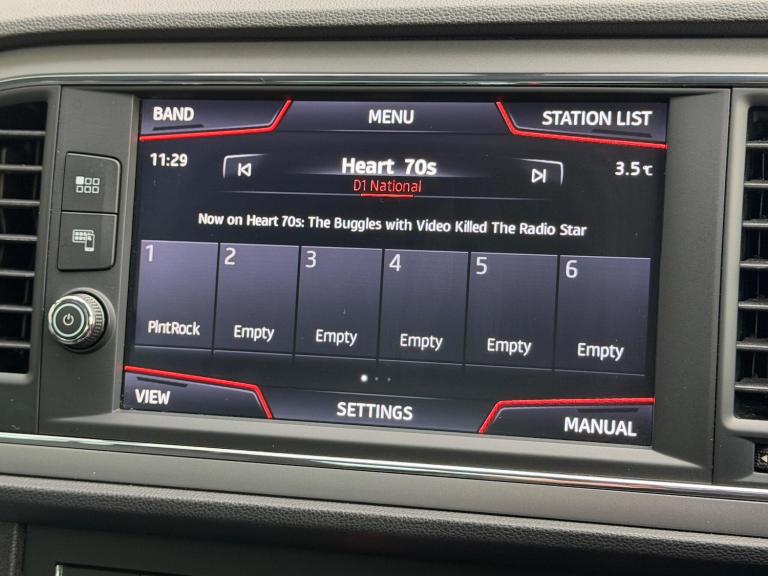 BAND MENU STATION LIST
11:29 Heart 70s 3.5℃
D1 National
Now on Heart 70s: The Buggles with Video Killed The Radio Star
1 2 3 4 5 6
PlntRock Empty Empty Empty Empty Empty
VIEW SETTINGS MANUAL